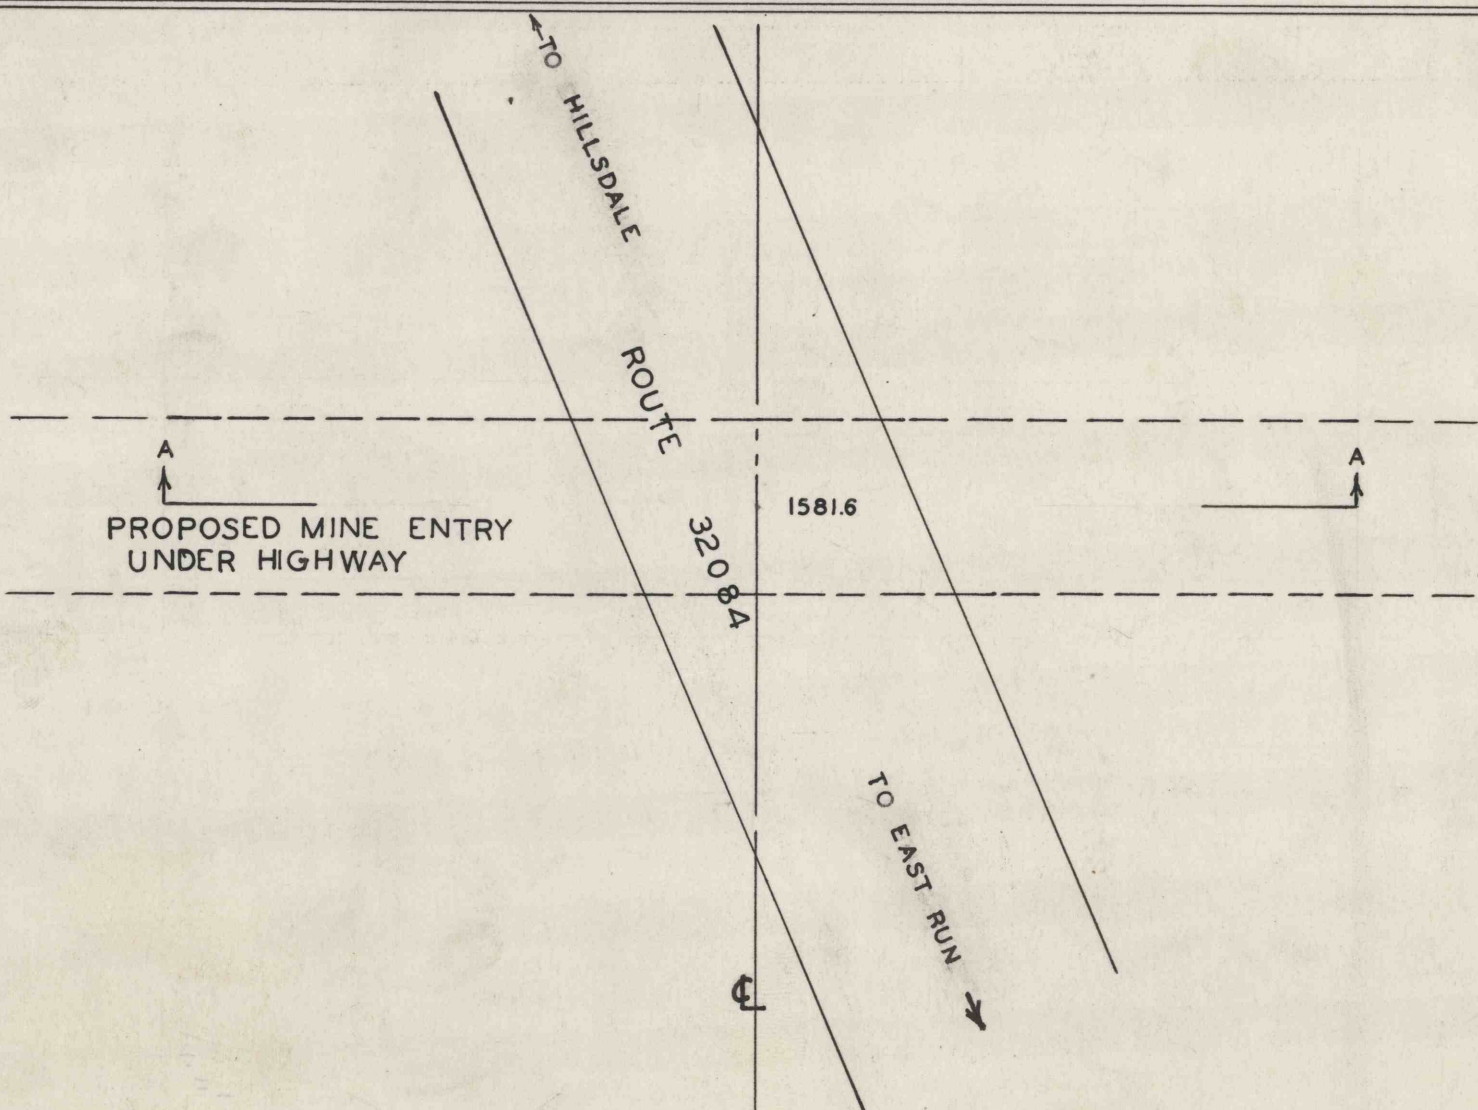 ←TO HILLSDALE
ROUTE
A
A
1581.6
PROPOSED MINE ENTRY
UNDER HIGHWAY
32084
TO EAST RUN
℄